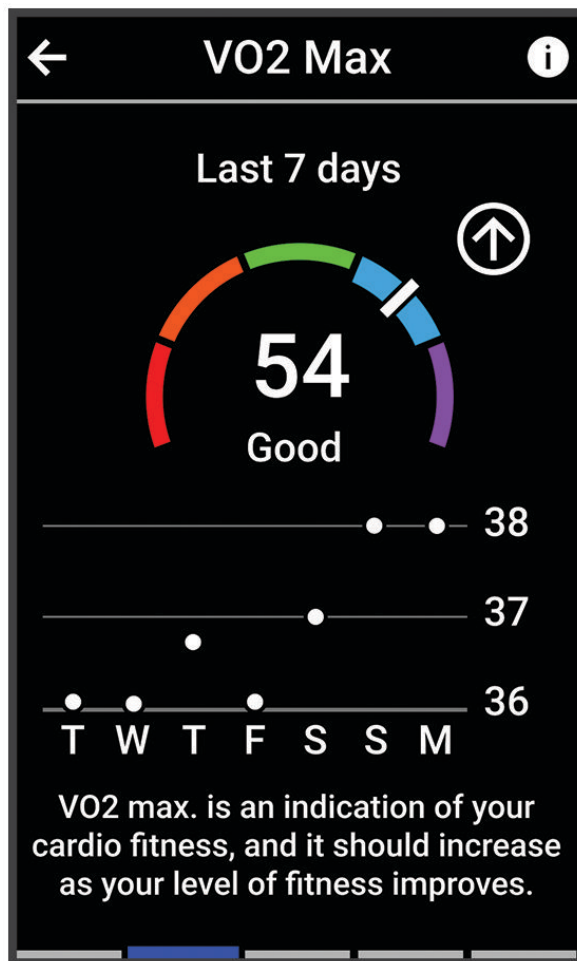 VO2 Max
i
Last 7 days
54
Good
38
37
36
T W T F S S M
VO2 max. is an indication of your
cardio fitness, and it should increase
as your level of fitness improves.